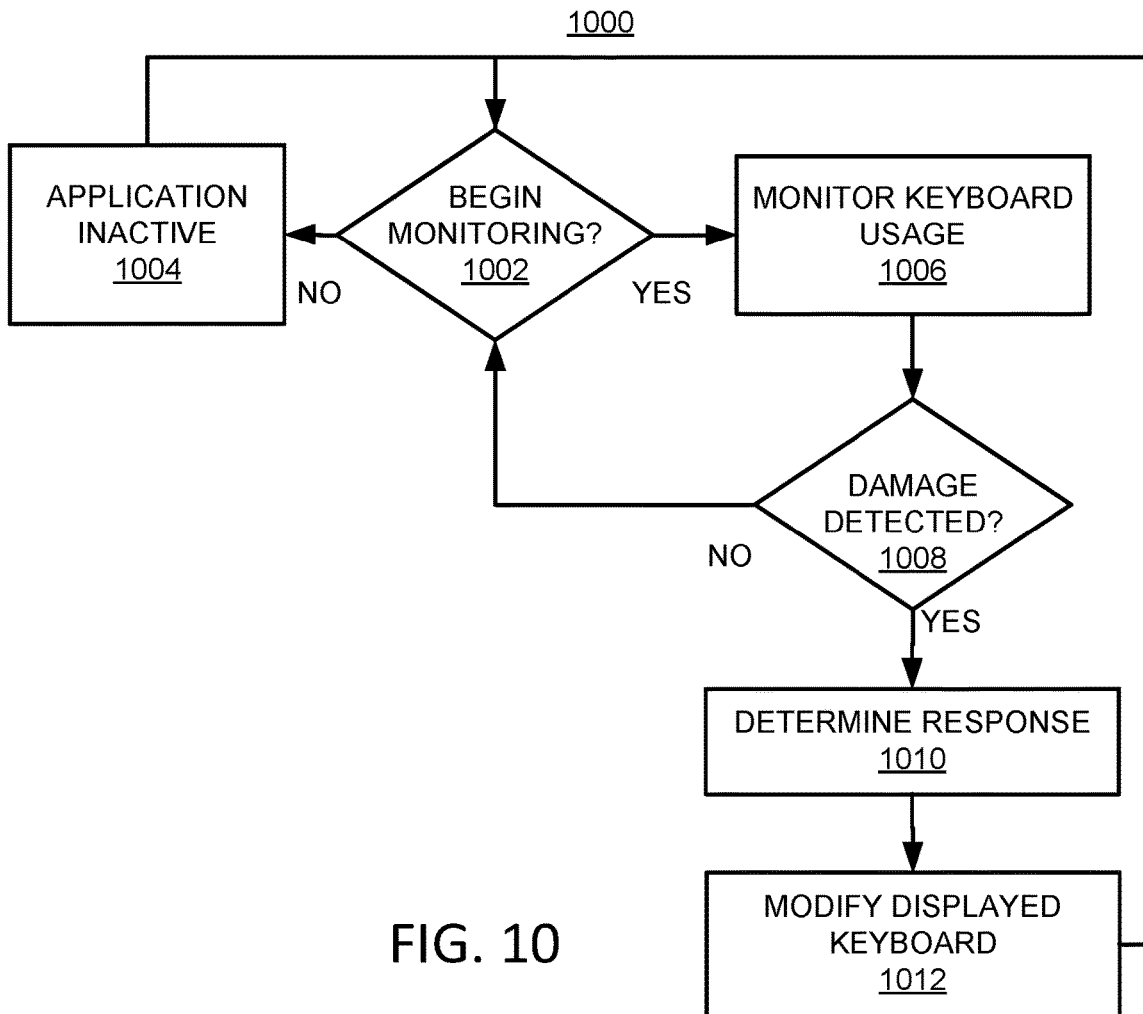 1000
APPLICATION
INACTIVE
1004
BEGIN
MONITORING?
1002
NO
YES
MONITOR KEYBOARD
USAGE
1006
DAMAGE
DETECTED?
1008
NO
YES
DETERMINE RESPONSE
1010
MODIFY DISPLAYED
KEYBOARD
1012
FIG. 10